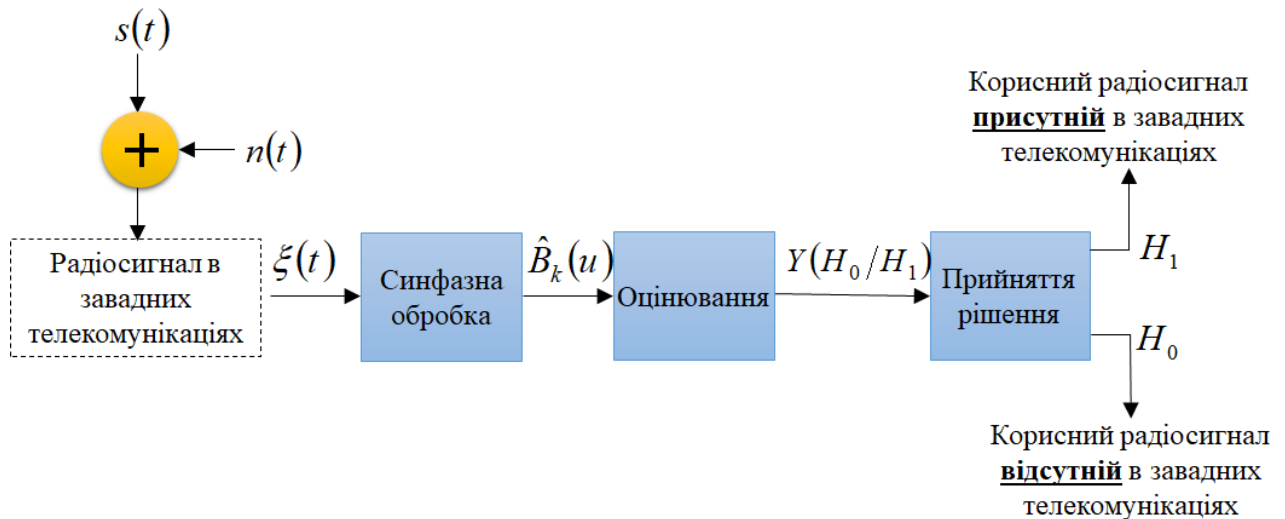 s(t)
+
n(t)
Радіосигнал в
завадних
телекомунікаціях
ξ(t)
Синфазна
обробка
B̂ₖ(u)
Оцінювання
Y(H₀/H₁)
Прийняття
рішення
Корисний радіосигнал
присутній в завадних
телекомунікаціях
H₁
H₀
Корисний радіосигнал
відсутній в завадних
телекомунікаціях